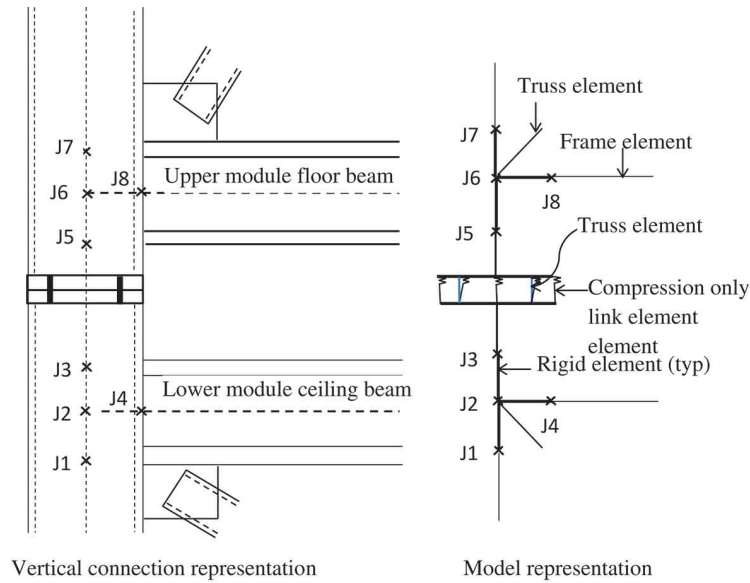 J7
J6
J8
Upper module floor beam
J5
J3
Lower module ceiling beam
J4
J2
J1
Vertical connection representation
Truss element
J7
Frame element
J6
J8
J5
Truss element
Compression only
link element
element
J3
Rigid element (typ)
J2
J4
J1
Model representation